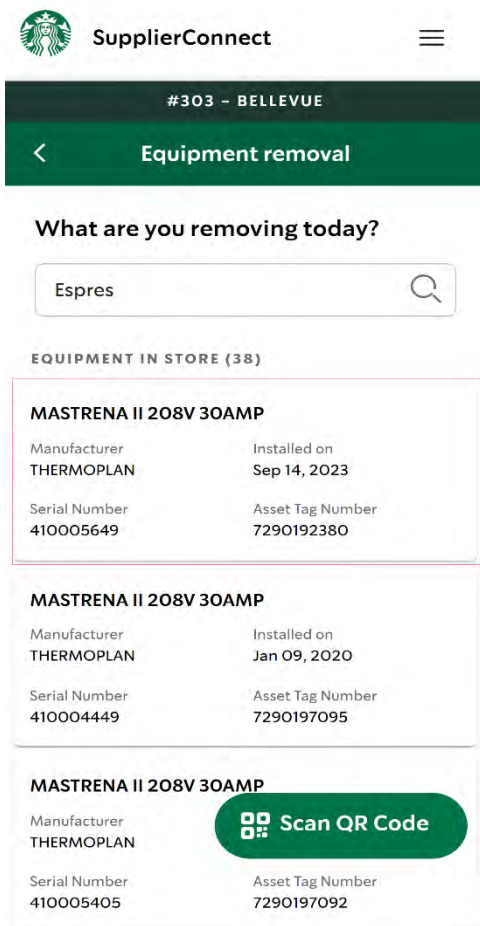 SupplierConnect
#303 – BELLEVUE
Equipment removal
What are you removing today?
Espres
EQUIPMENT IN STORE (38)
MASTRENA II 208V 30AMP
Manufacturer Installed on
THERMOPLAN Sep 14, 2023
Serial Number Asset Tag Number
410005649 7290192380
MASTRENA II 208V 30AMP
Manufacturer Installed on
THERMOPLAN Jan 09, 2020
Serial Number Asset Tag Number
410004449 7290197095
MASTRENA II 208V 30AMP
Manufacturer
Scan QR Code
THERMOPLAN
Serial Number Asset Tag Number
410005405 7290197092